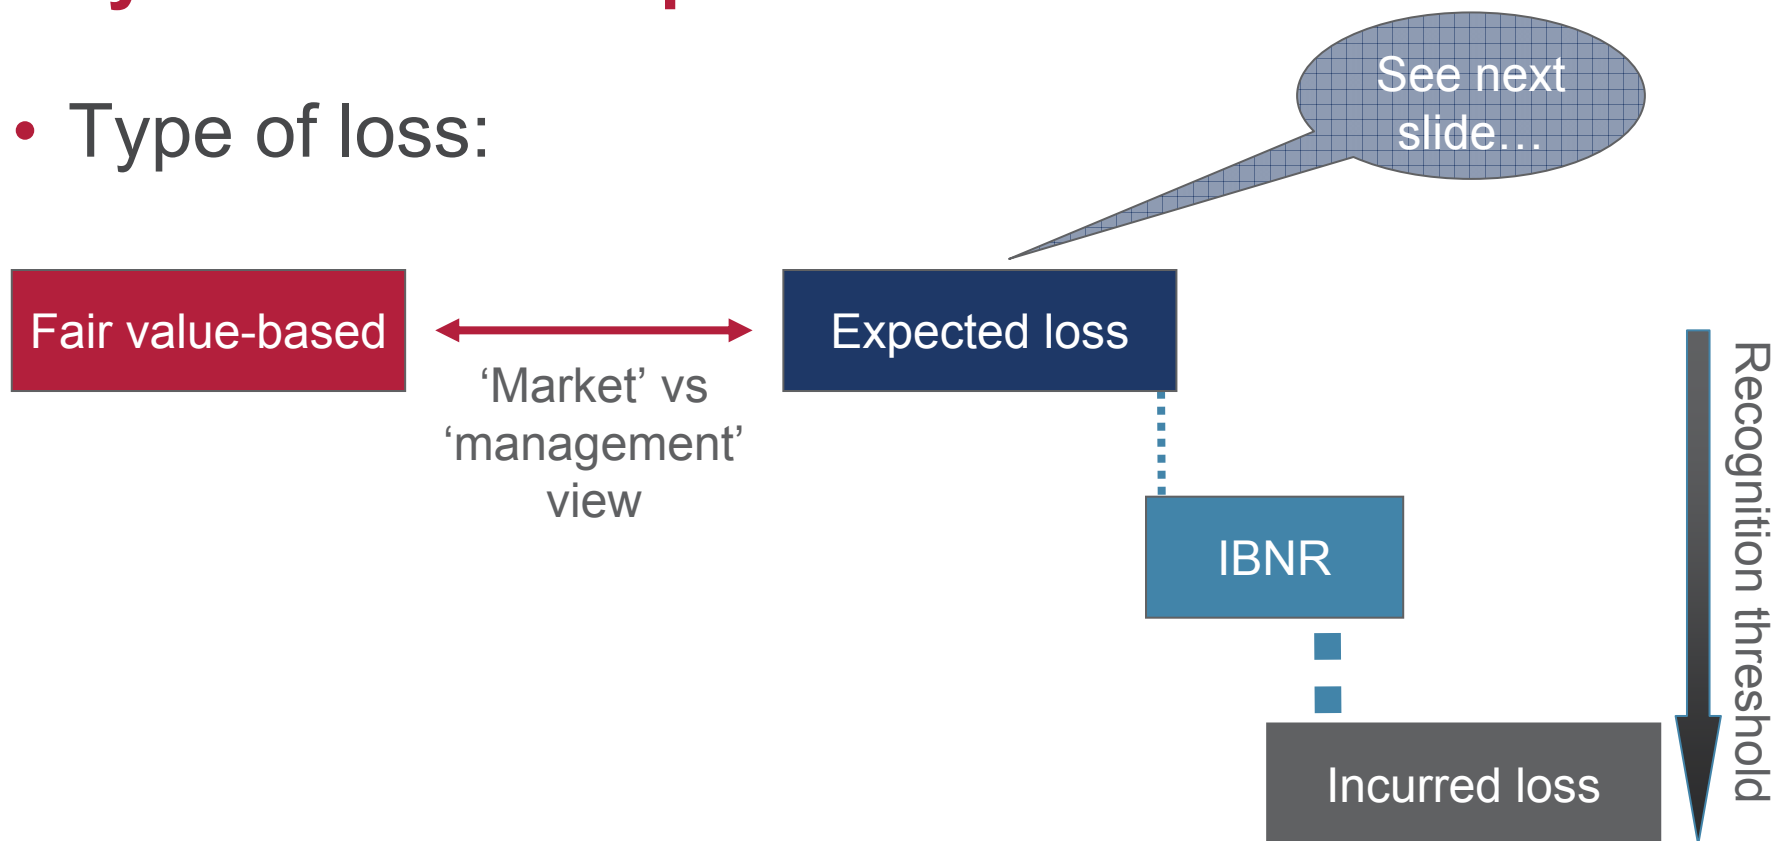 • Type of loss:
See next
slide…
Fair value-based
Expected loss
‘Market’ vs
‘management’
view
IBNR
Incurred loss
Recognition threshold